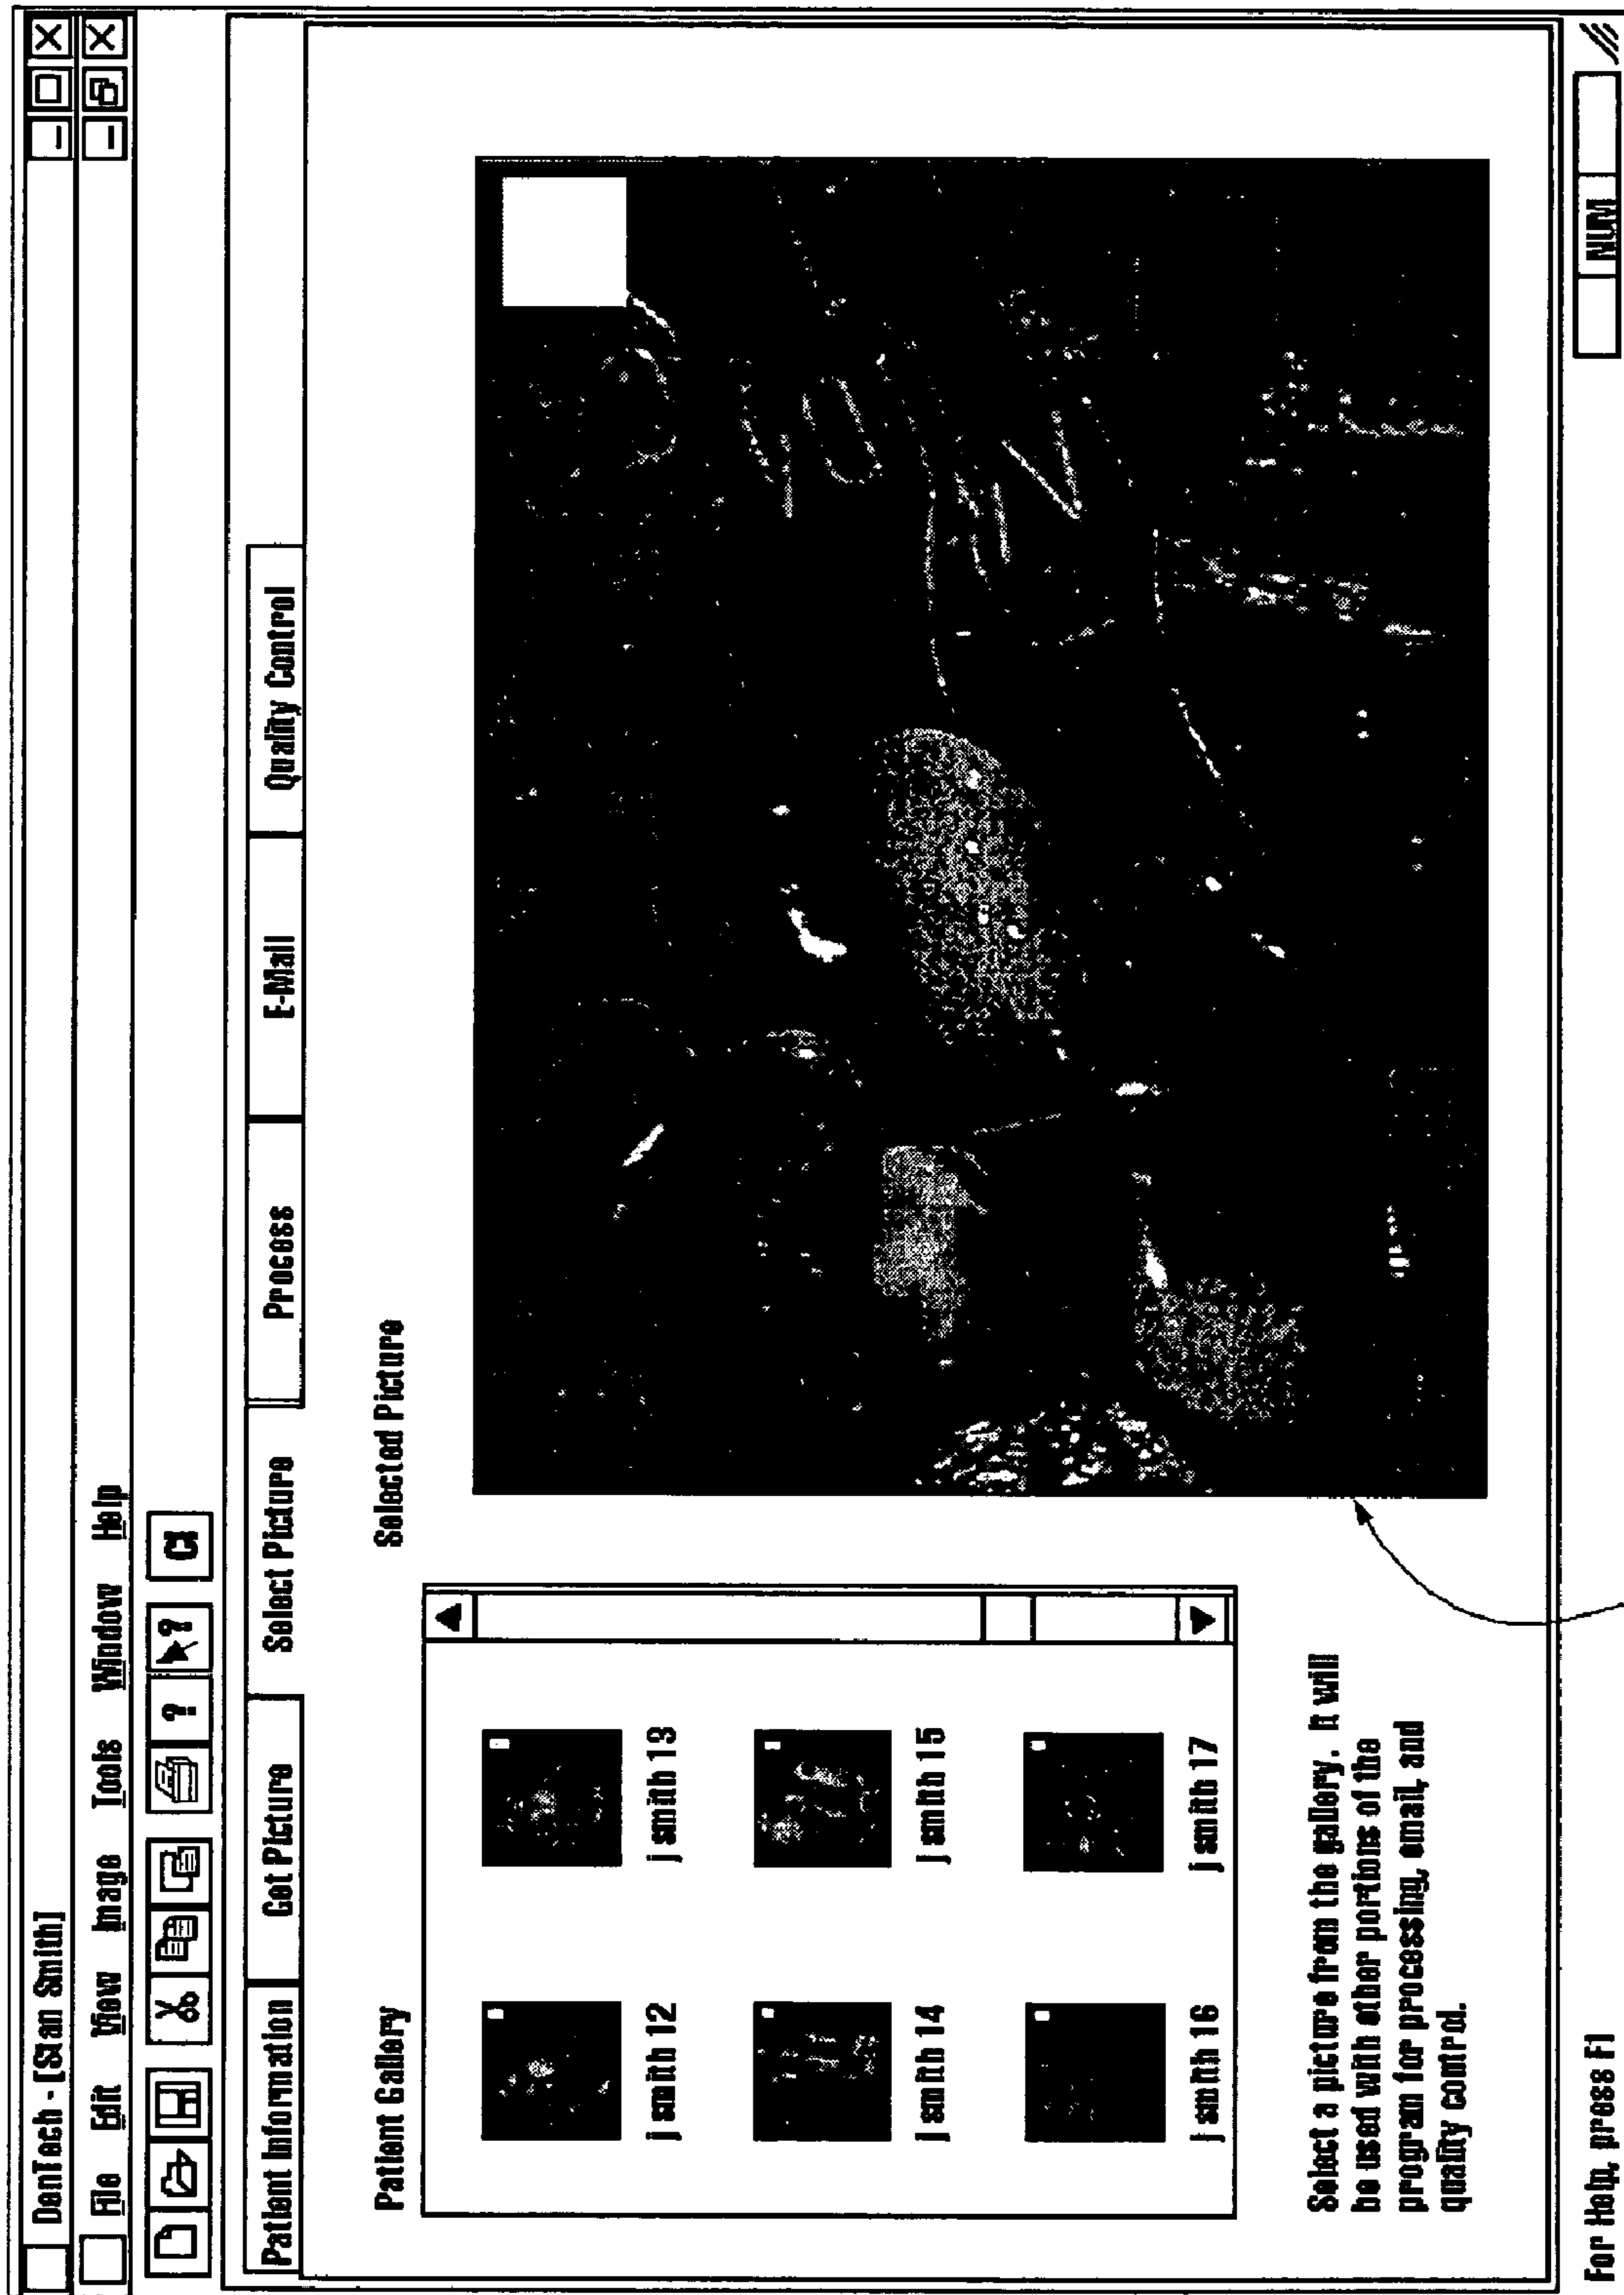 DenTech - [Stan Smith]
File Edit View Image Tools Window Help
Patient Information Get Picture Select Picture Process E-Mail Quality Control
Patient Gallery
Selected Picture
j smith 12 j smith 13
j smith 14 j smith 15
j smith 16 j smith 17
Select a picture from the gallery. It will
be used with other portions of the
program for processing, email, and
quality control.
For Help, press F1
NUM